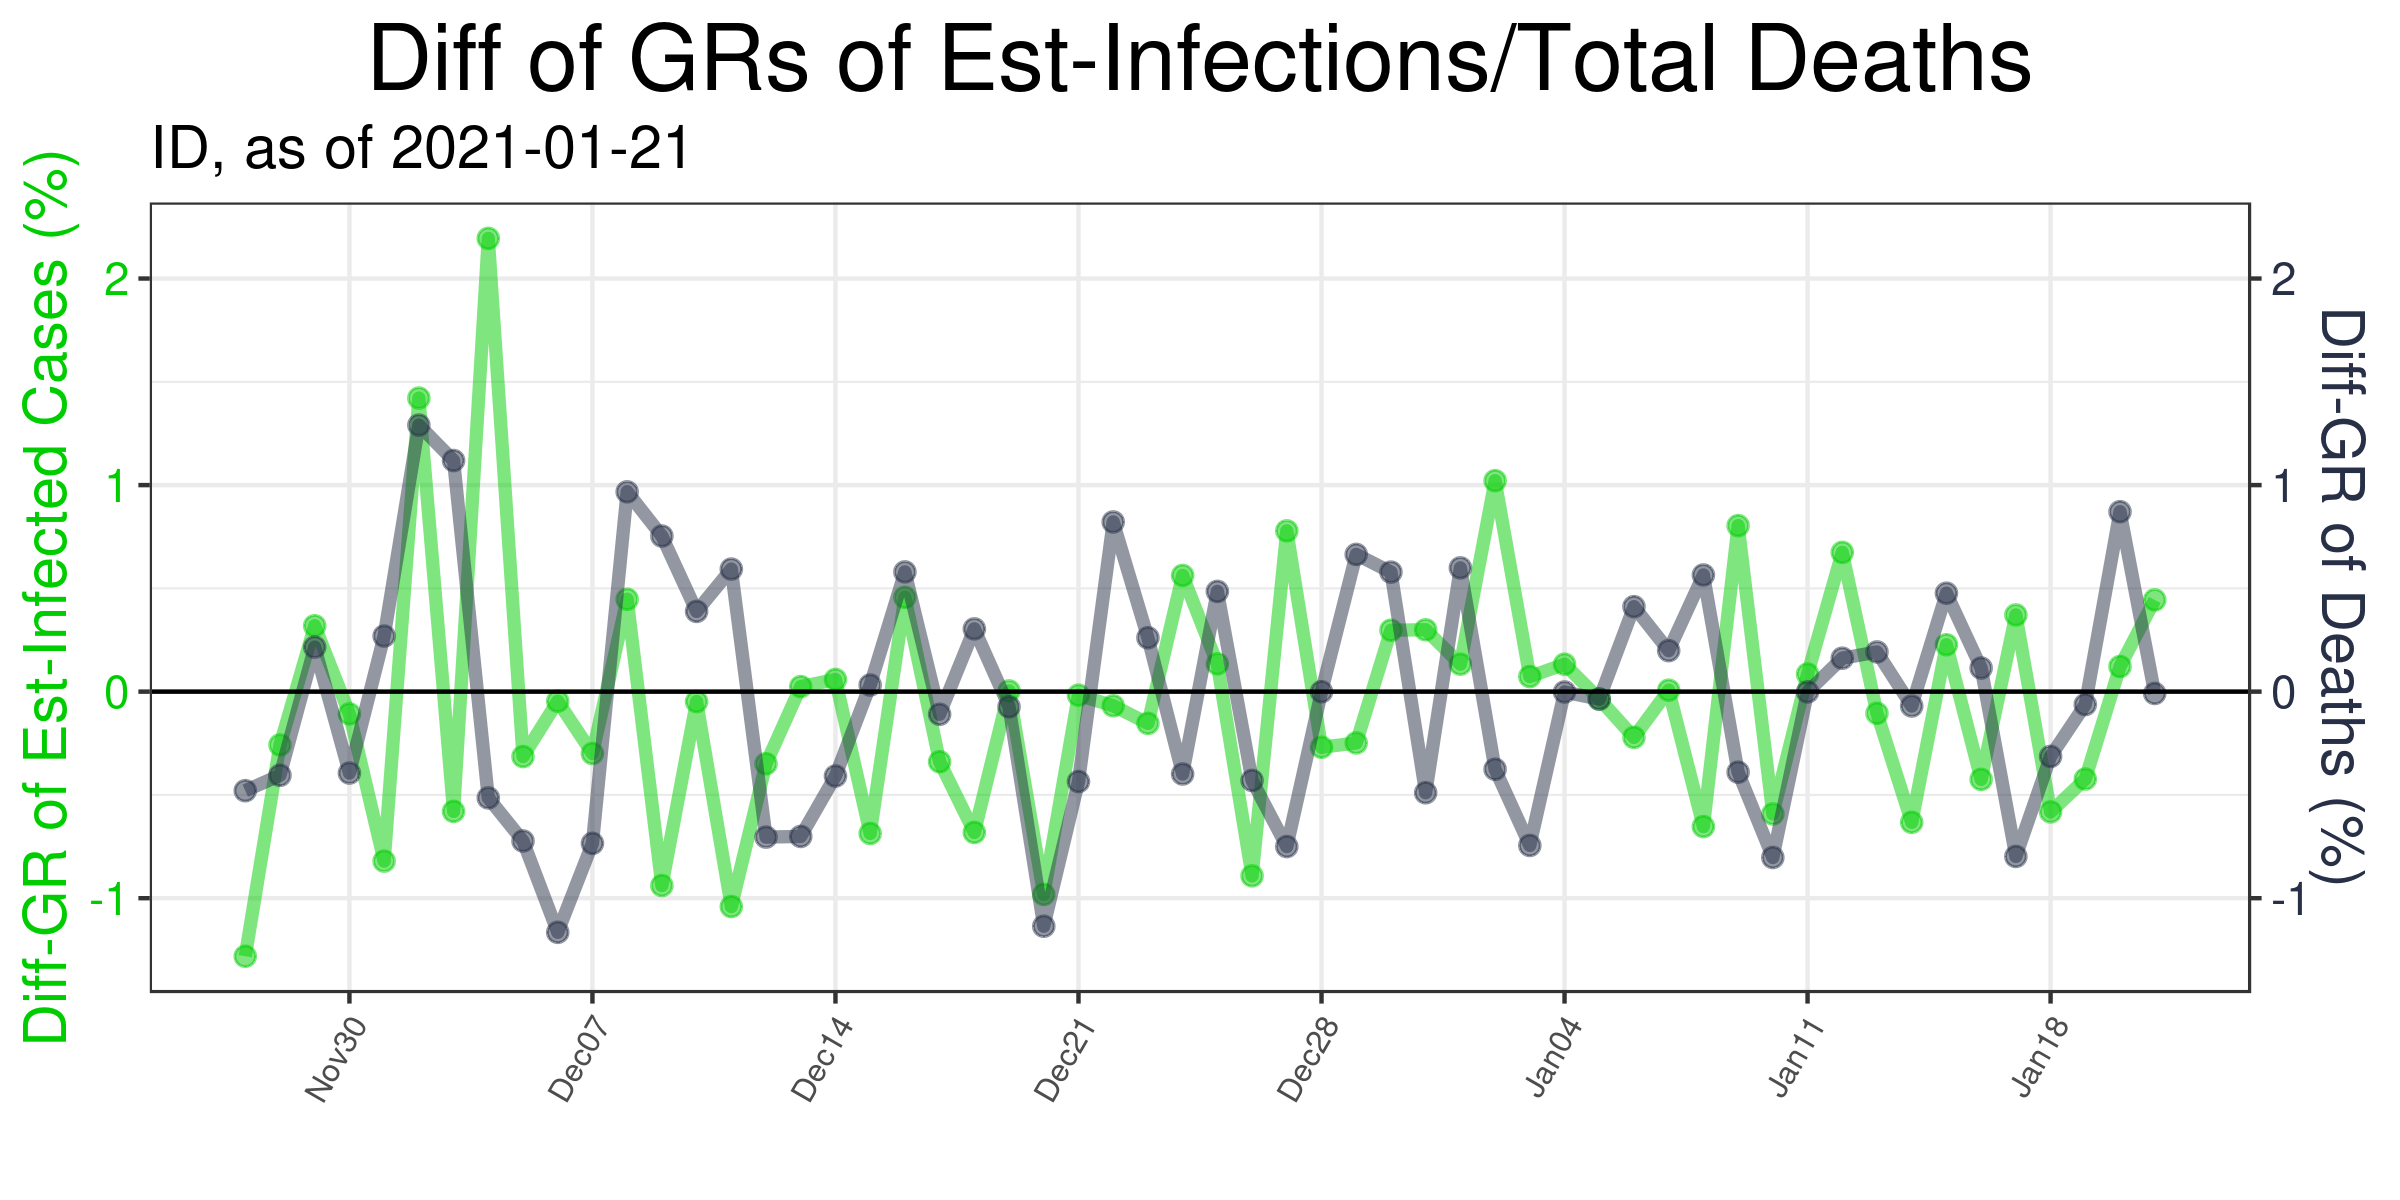 Diff of GRs of Est-Infections/Total Deaths
ID, as of 2021-01-21
Diff-GR of Est-Infected Cases (%)
2
1
0
-1
2
1
0
-1
Diff-GR of Deaths (%)
Nov30
Dec07
Dec14
Dec21
Dec28
Jan04
Jan11
Jan18